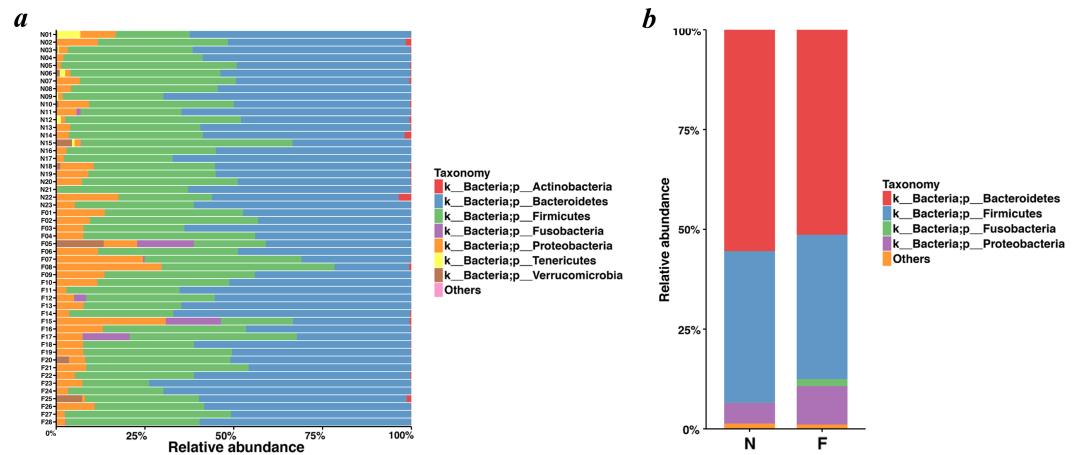 a
N01
N02
N03
N04
N05
N06
N07
N08
N09
N10
N11
N12
N13
N14
N15
N16
N17
N18
N19
N20
N21
N22
N23
F01
F02
F03
F04
F05
F06
F07
F08
F09
F10
F11
F12
F13
F14
F15
F16
F17
F18
F19
F20
F21
F22
F23
F24
F25
F26
F27
F28
0% 25% 50% 75% 100%
Relative abundance
Taxonomy
k__Bacteria;p__Actinobacteria
k__Bacteria;p__Bacteroidetes
k__Bacteria;p__Firmicutes
k__Bacteria;p__Fusobacteria
k__Bacteria;p__Proteobacteria
k__Bacteria;p__Tenericutes
k__Bacteria;p__Verrucomicrobia
Others
b
100%
75%
50%
25%
0%
Relative abundance
N F
Taxonomy
k__Bacteria;p__Bacteroidetes
k__Bacteria;p__Firmicutes
k__Bacteria;p__Fusobacteria
k__Bacteria;p__Proteobacteria
Others